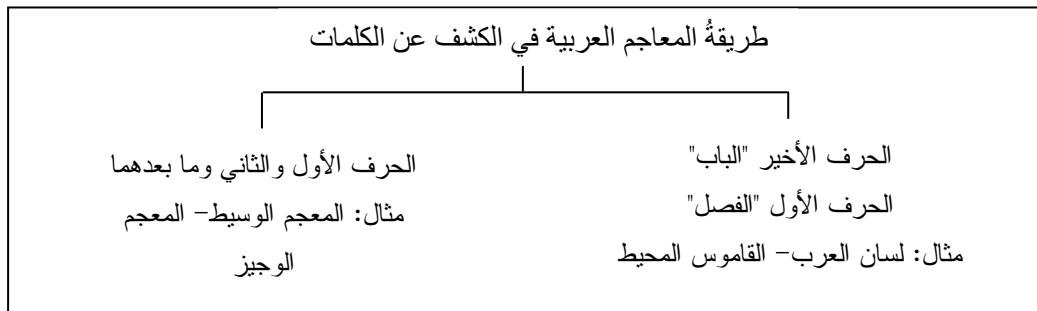 طريقةُ المعاجم العربية في الكشف عن الكلمات
الحرف الأخير "الباب"
الحرف الأول "الفصل"
مثال: لسان العرب– القاموس المحيط
الحرف الأول والثاني وما بعدهما
مثال: المعجم الوسيط– المعجم
الوجيز